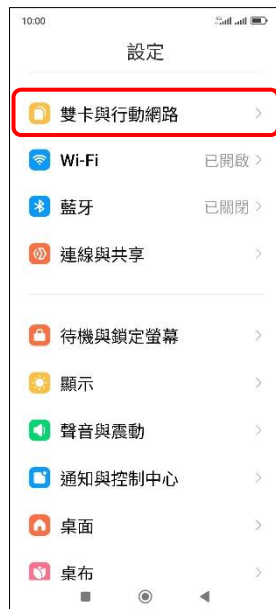 10:00
設定
雙卡與行動網路
Wi-Fi 已開啟
藍牙 已關閉
連線與共享
待機與鎖定螢幕
顯示
聲音與震動
通知與控制中心
桌面
桌布